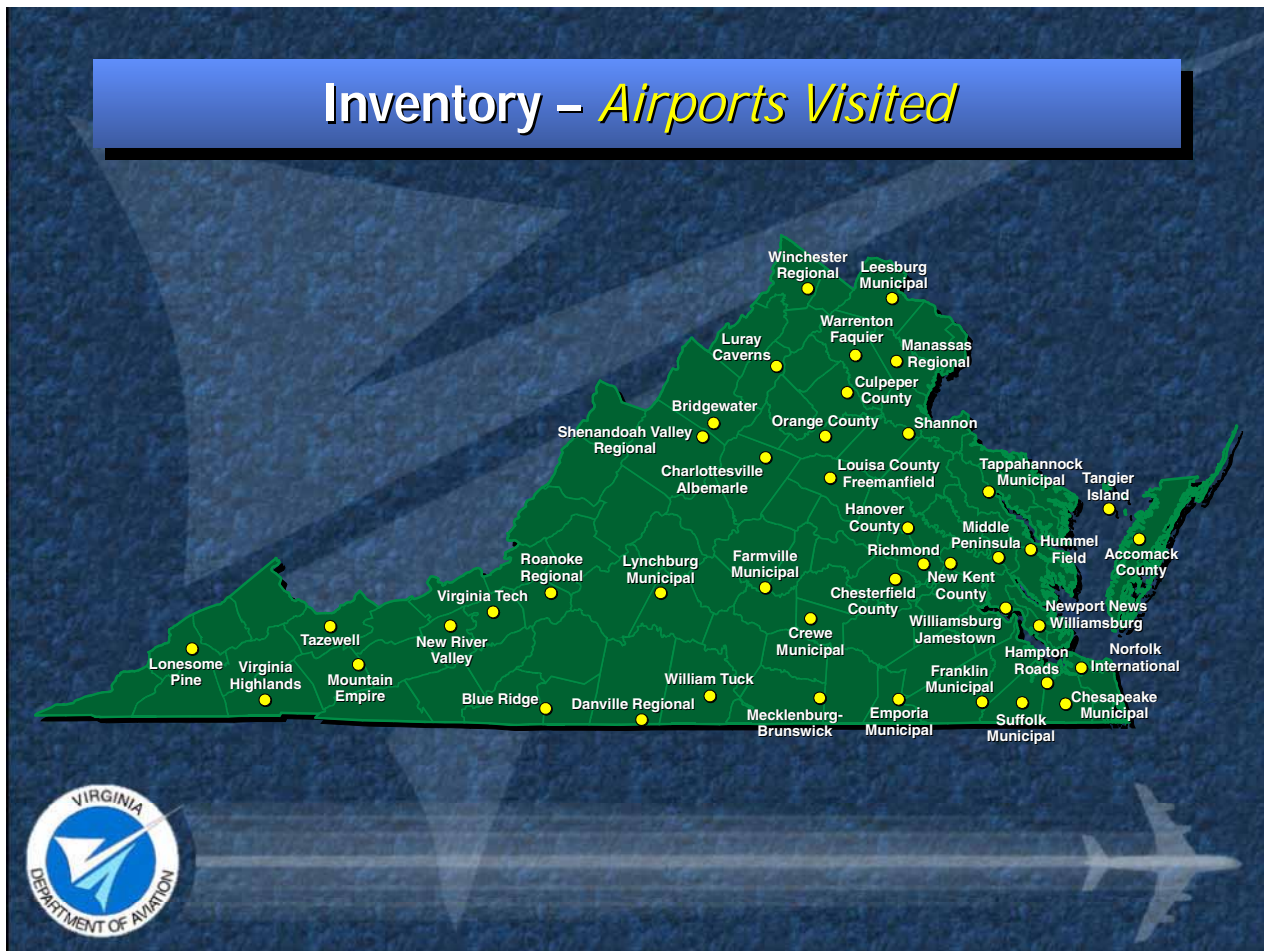 Inventory – Airports Visited
Winchester
Regional
Leesburg
Municipal
Warrenton
Faquier
Luray
Caverns
Manassas
Regional
Culpeper
County
Bridgewater
Orange County
Shannon
Shenandoah Valley
Regional
Charlottesville
Albemarle
Louisa County
Freemanfield
Tappahannock
Municipal
Tangier
Island
Hanover
County
Middle
Peninsula
Hummel
Field
Accomack
County
Richmond
New Kent
County
Roanoke
Regional
Lynchburg
Municipal
Farmville
Municipal
Chesterfield
County
Virginia Tech
Newport News
Williamsburg
Williamsburg
Jamestown
Tazewell
New River
Valley
Crewe
Municipal
Hampton
Roads
Norfolk
International
Lonesome
Pine
Virginia
Highlands
Mountain
Empire
William Tuck
Franklin
Municipal
Blue Ridge
Danville Regional
Chesapeake
Municipal
Mecklenburg-
Brunswick
Emporia
Municipal
Suffolk
Municipal
VIRGINIA
DEPARTMENT OF AVIATION